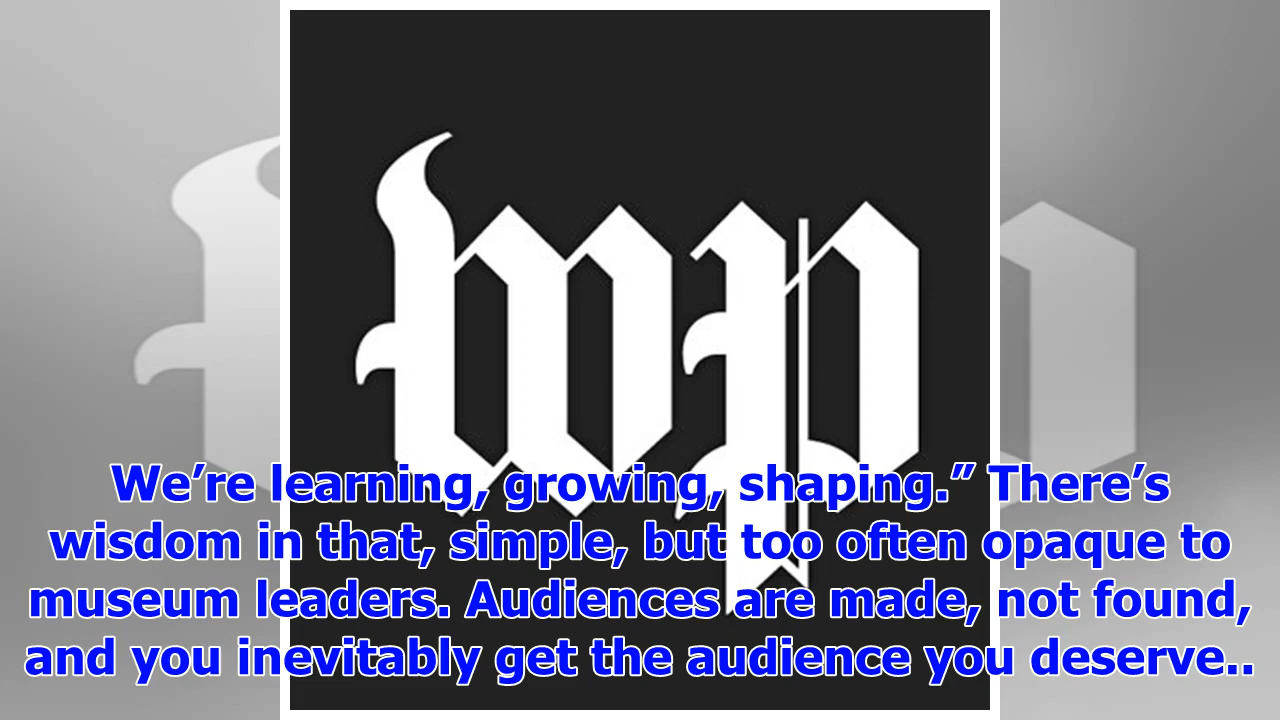 wp
We’re learning, growing, shaping.” There’s
wisdom in that, simple, but too often opaque to
museum leaders. Audiences are made, not found,
and you inevitably get the audience you deserve..